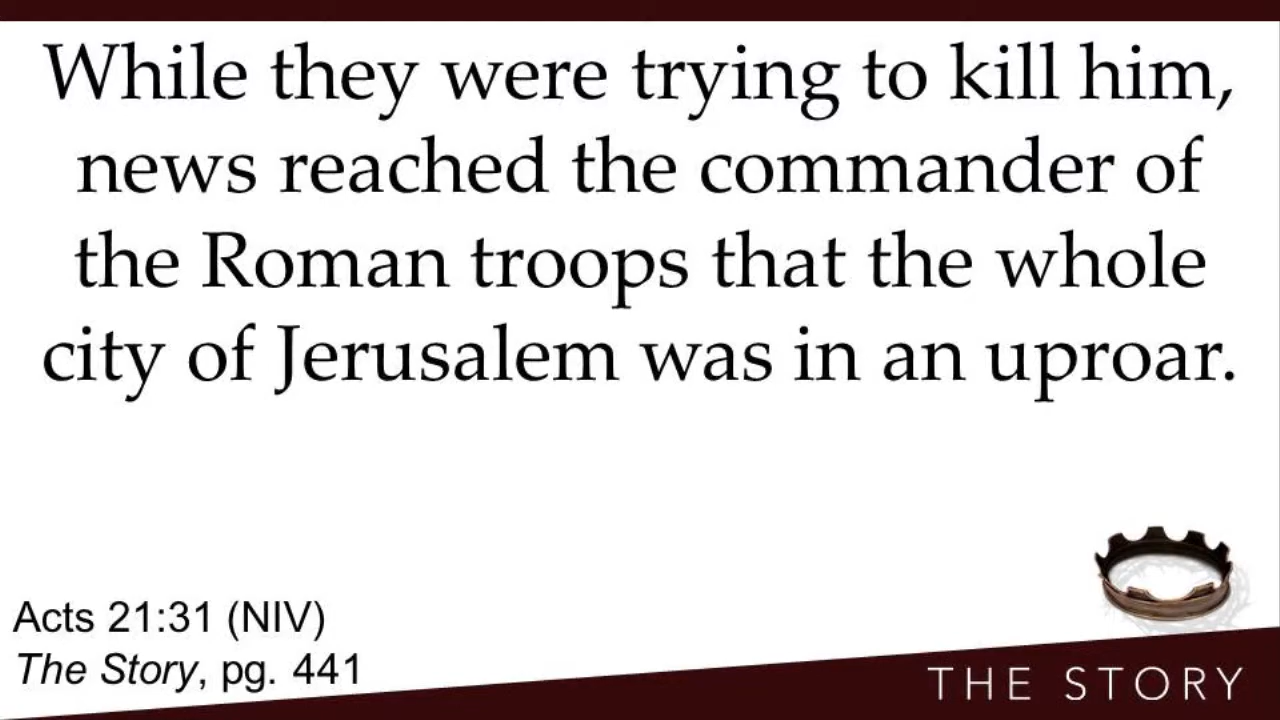 While they were trying to kill him,
news reached the commander of
the Roman troops that the whole
city of Jerusalem was in an uproar.
Acts 21:31 (NIV)
The Story, pg. 441
THE STORY